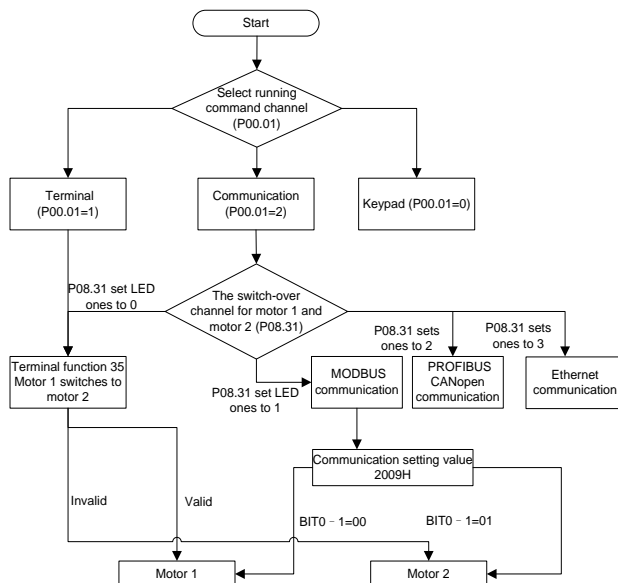 Start
Select running
command channel
(P00.01)
Terminal
(P00.01=1)
Communication
(P00.01=2)
Keypad (P00.01=0)
P08.31 set LED
ones to 0
The switch-over
channel for motor 1 and
motor 2 (P08.31)
P08.31 sets
ones to 2
P08.31 sets
ones to 3
Terminal function 35
Motor 1 switches to
motor 2
P08.31 set LED
ones to 1
MODBUS
communication
PROFIBUS
CANopen
communication
Ethernet
communication
Communication setting value
2009H
Invalid
Valid
BIT0 - 1=00
BIT0 - 1=01
Motor 1
Motor 2